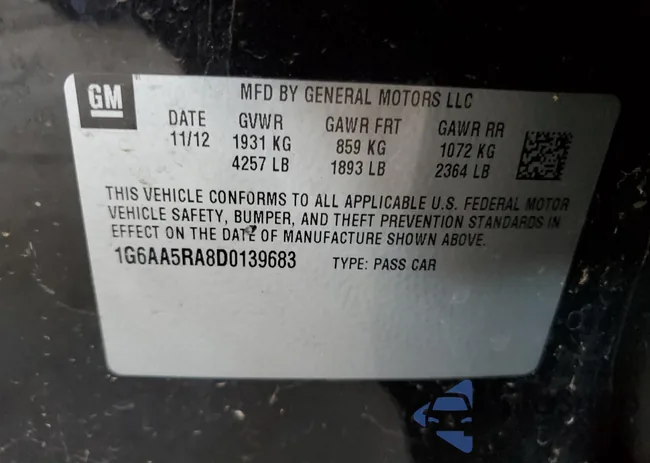 GM
MFD BY GENERAL MOTORS LLC
DATE GVWR GAWR FRT GAWR RR
11/12 1931 KG 859 KG 1072 KG
4257 LB 1893 LB 2364 LB
THIS VEHICLE CONFORMS TO ALL APPLICABLE U.S. FEDERAL MOTOR
VEHICLE SAFETY, BUMPER, AND THEFT PREVENTION STANDARDS IN
EFFECT ON THE DATE OF MANUFACTURE SHOWN ABOVE.
1G6AA5RA8D0139683 TYPE: PASS CAR